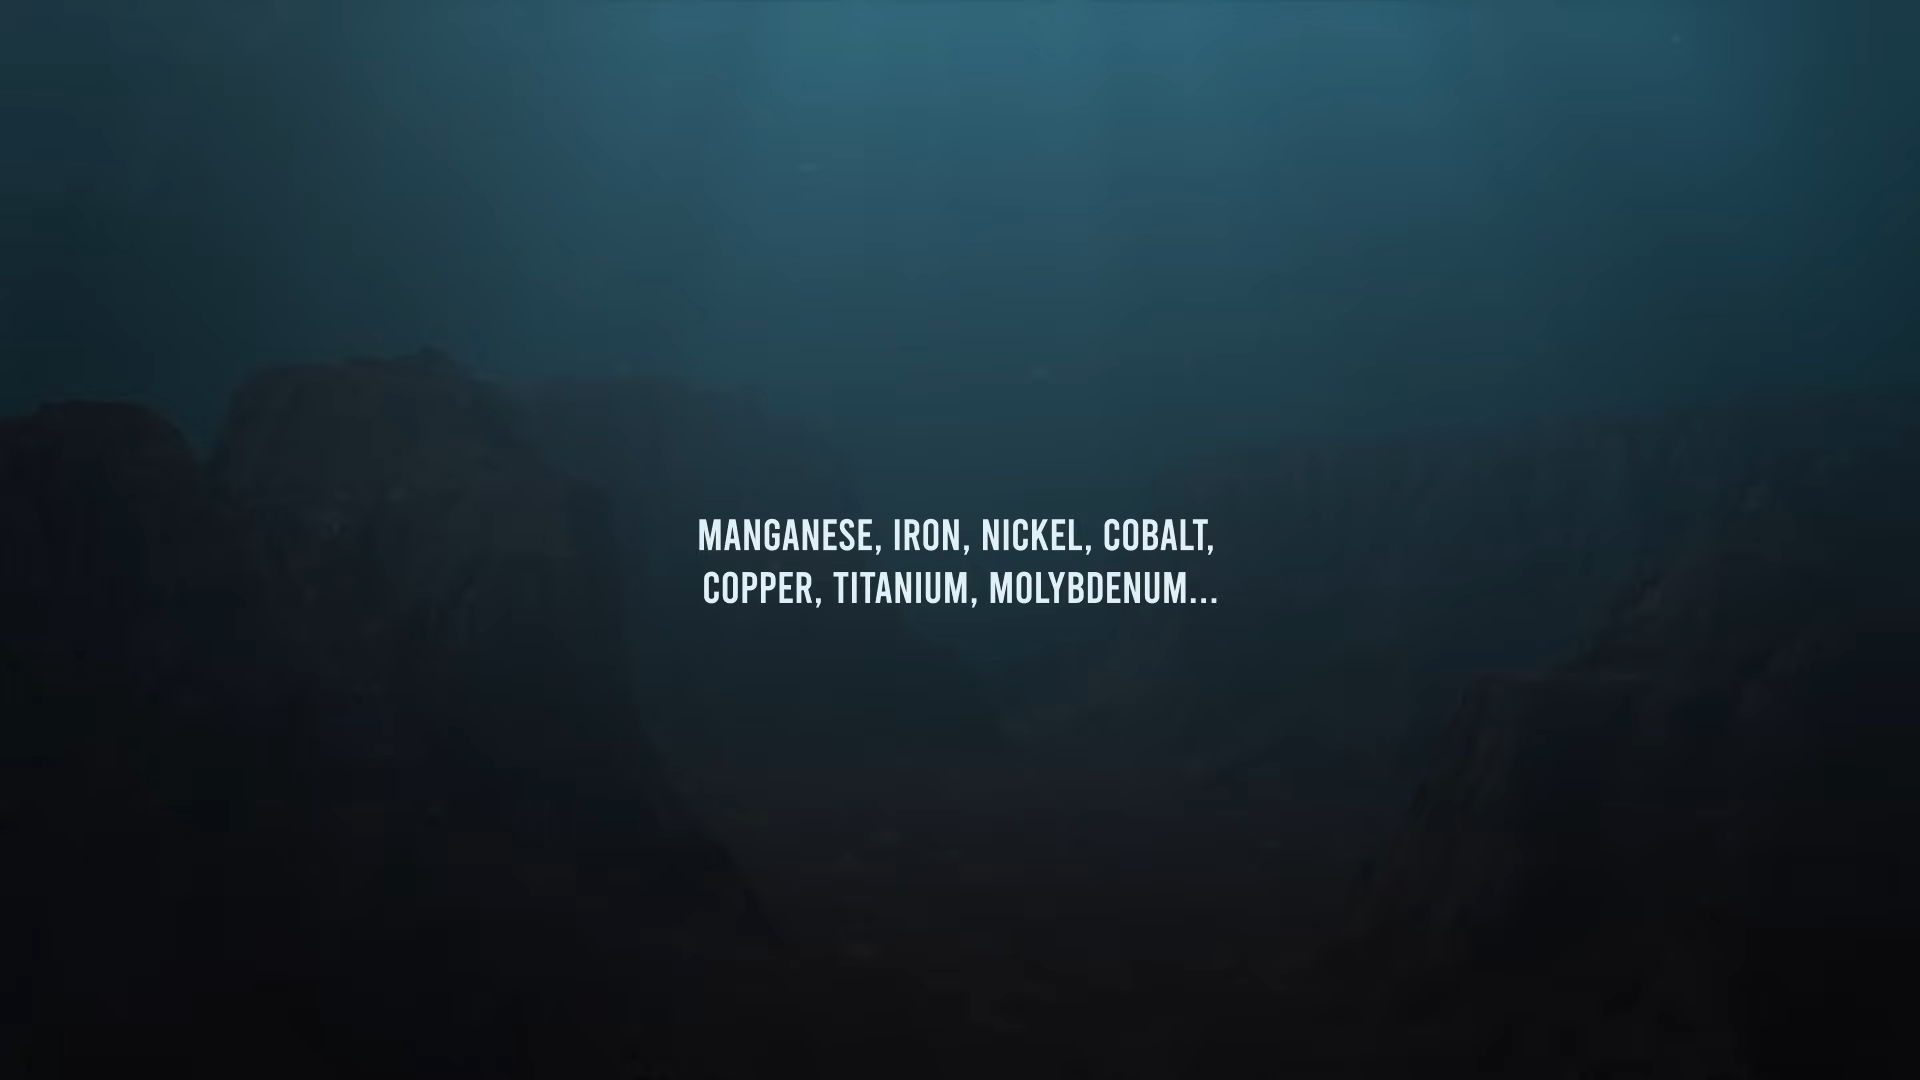 MANGANESE, IRON, NICKEL, COBALT,
COPPER, TITANIUM, MOLYBDENUM...